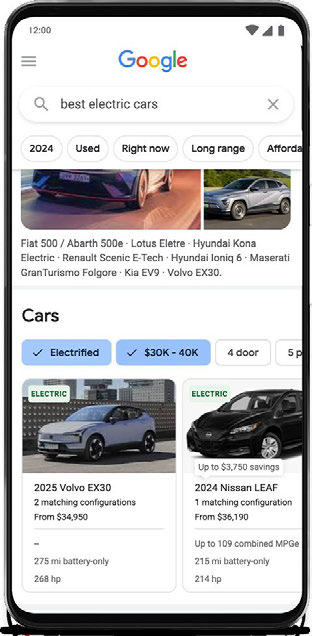 12:00
Google
best electric cars
2024 Used Right now Long range Afforda
Fiat 500 / Abarth 500e · Lotus Eletre · Hyundai Kona
Electric · Renault Scenic E-Tech · Hyundai Ioniq 6 · Maserati
GranTurismo Folgore · Kia EV9 · Volvo EX30.
Cars
Electrified $30K - 40K 4 door 5 p
ELECTRIC
2025 Volvo EX30
2 matching configurations
From $34,950
–
275 mi battery-only
268 hp
ELECTRIC
Up to $3,750 savings
2024 Nissan LEAF
1 matching configuration
From $36,190
Up to 109 combined MPGe
215 mi battery-only
214 hp